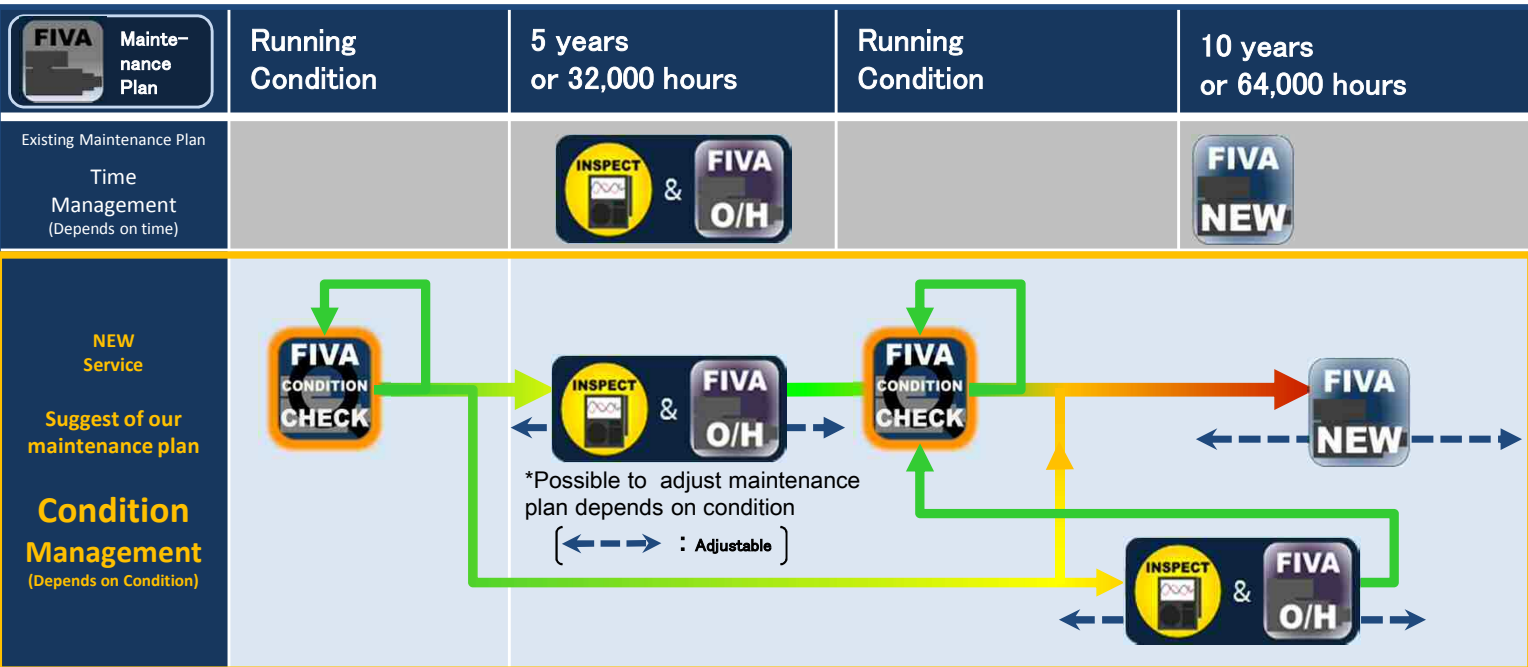 FIVA
Mainte-
nance
Plan
Running
Condition
5 years
or 32,000 hours
Running
Condition
10 years
or 64,000 hours
Existing Maintenance Plan
Time
Management
(Depends on time)
INSPECT
&
FIVA
O/H
FIVA
NEW
NEW
Service
Suggest of our
maintenance plan
Condition
Management
(Depends on Condition)
FIVA
CONDITION
CHECK
INSPECT
&
FIVA
O/H
*Possible to  adjust maintenance
plan depends on condition
: Adjustable
FIVA
CONDITION
CHECK
FIVA
NEW
INSPECT
&
FIVA
O/H